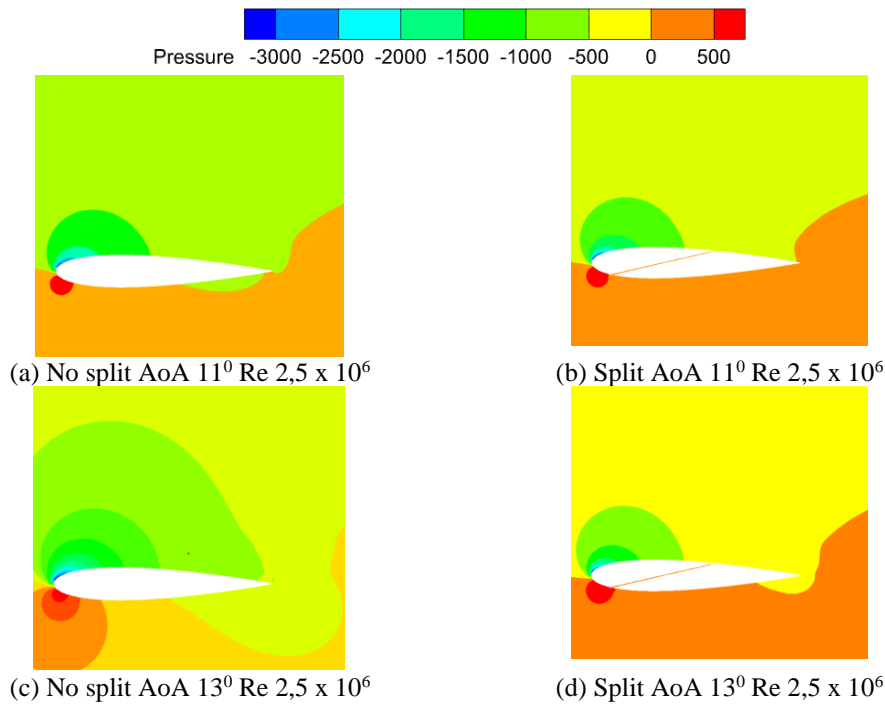 Pressure -3000 -2500 -2000 -1500 -1000 -500 0 500
(a) No split AoA 11⁰ Re 2,5 x 10⁶
(b) Split AoA 11⁰ Re 2,5 x 10⁶
(c) No split AoA 13⁰ Re 2,5 x 10⁶
(d) Split AoA 13⁰ Re 2,5 x 10⁶